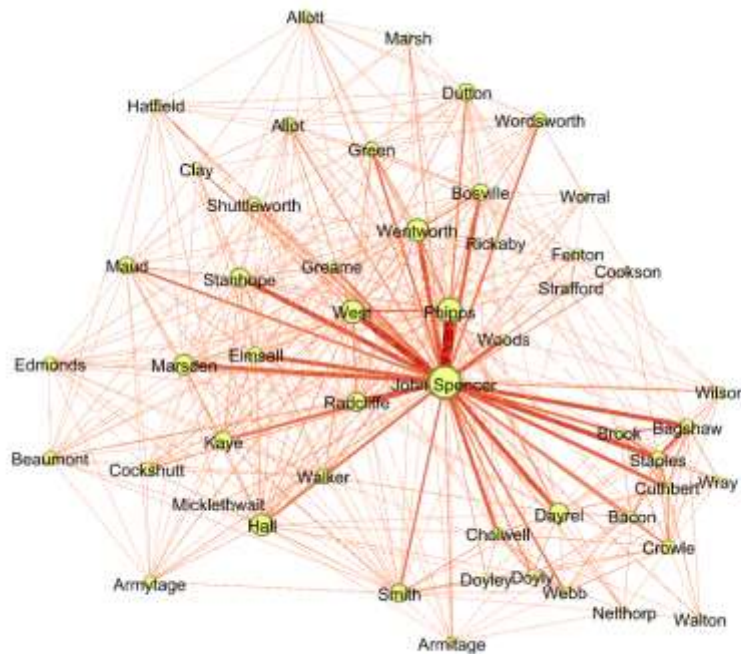 Allott
Marsh
Dutton
Hatfield
Wordsworth
Allot
Green
Clay
Bosville
Worral
Shuttleworth
Wentworth
Rickaby
Fenton
Maud
Greame
Cookson
Stanhope
Strafford
West
Phipps
Woods
Elmsall
Edmonds
Marsden
John Spencer
Wilson
Radcliffe
Bagshaw
Brook
Kaye
Beaumont
Staples
Cockshutt
Walker
Wray
Cuthbert
Micklethwait
Dayrel
Bacon
Hall
Cholwell
Crowle
Armytage
Doyley
Doyly
Smith
Webb
Netthorp
Walton
Armitage